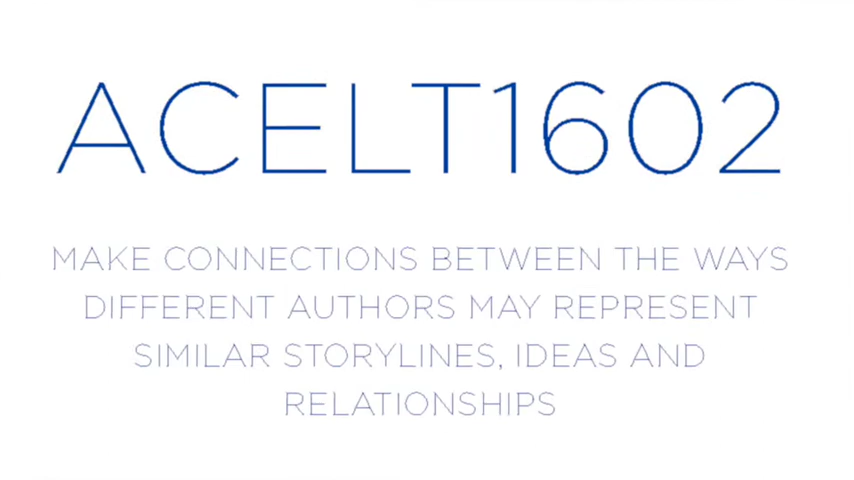 ACELT1602
MAKE CONNECTIONS BETWEEN THE WAYS
DIFFERENT AUTHORS MAY REPRESENT
SIMILAR STORYLINES, IDEAS AND
RELATIONSHIPS